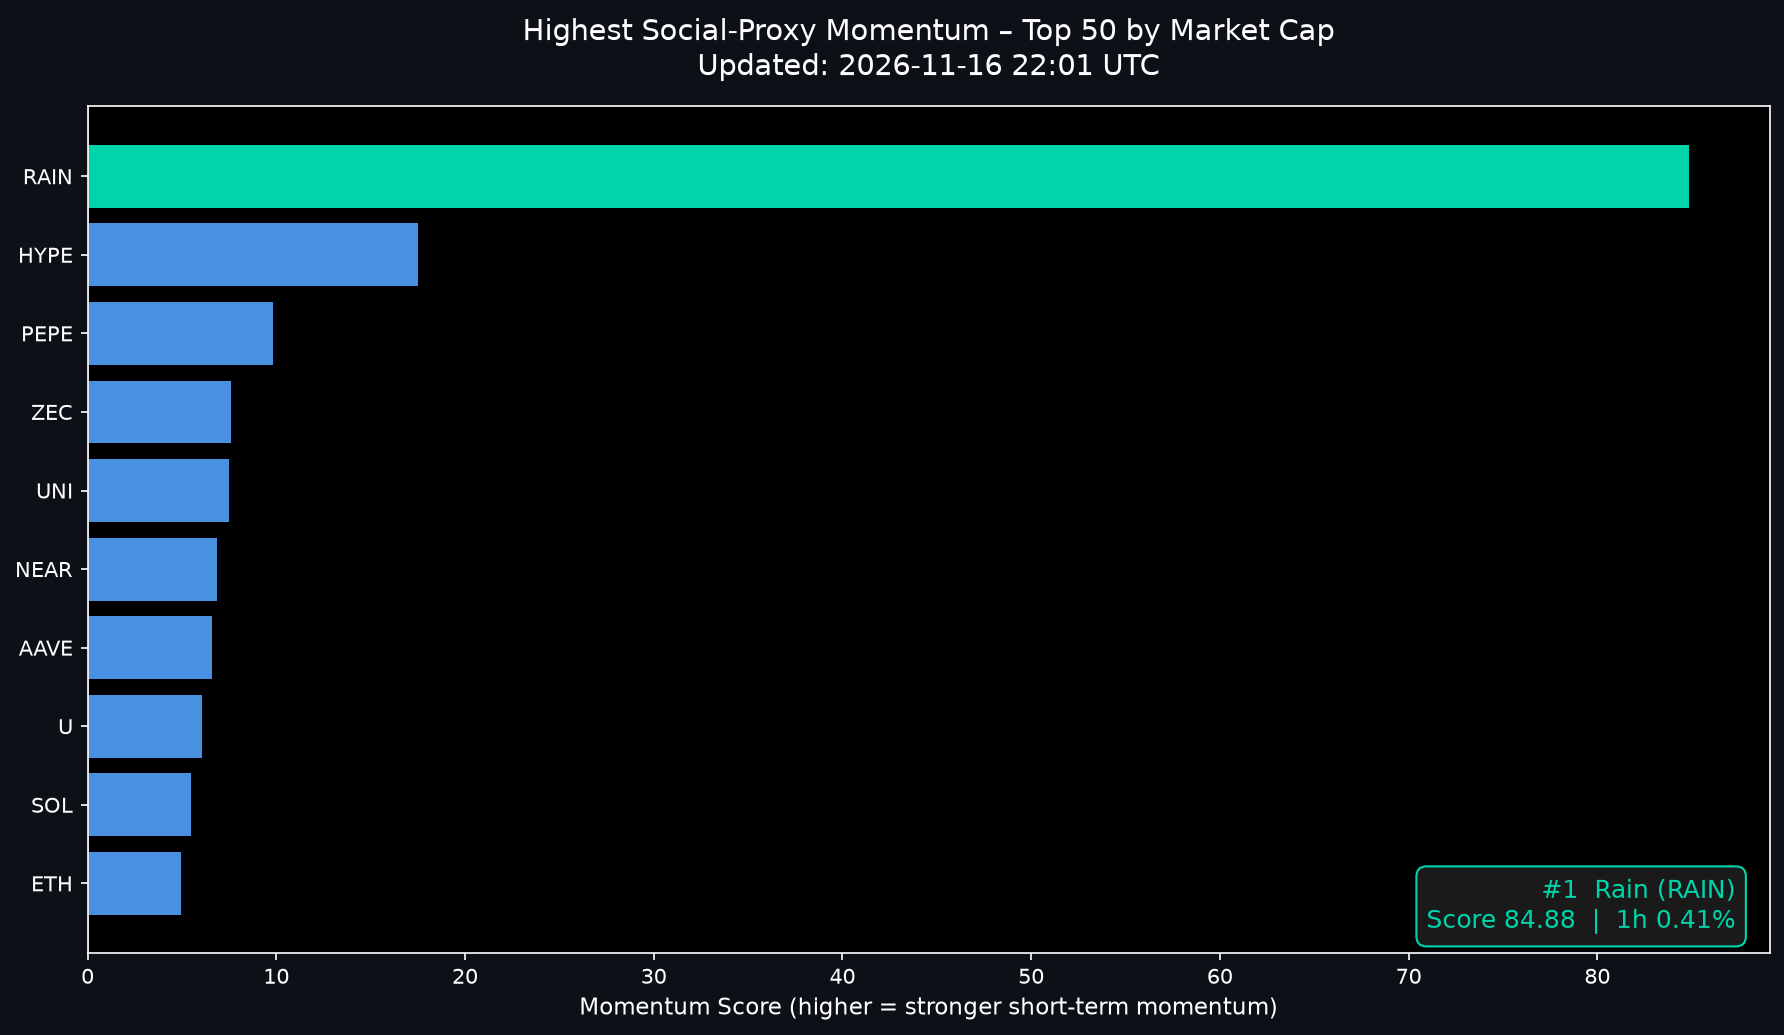 Highest Social-Proxy Momentum – Top 50 by Market Cap
Updated: 2026-11-16 22:01 UTC
RAIN
HYPE
PEPE
ZEC
UNI
NEAR
AAVE
U
SOL
ETH
#1  Rain (RAIN)
Score 84.88  |  1h 0.41%
0 10 20 30 40 50 60 70 80
Momentum Score (higher = stronger short-term momentum)